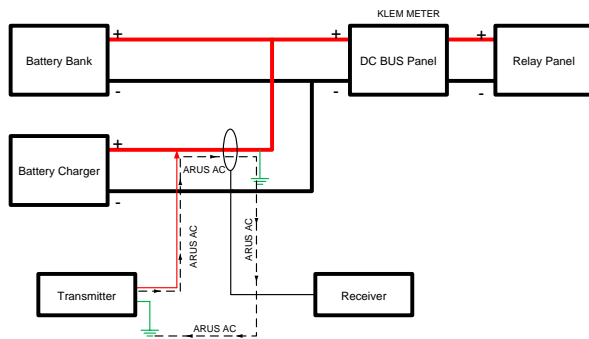 KLEM METER
+
+
+
Battery Bank
DC BUS Panel
Relay Panel
-
-
-
+
Battery Charger
ARUS AC
-
ARUS AC
ARUS AC
Transmitter
Receiver
ARUS AC